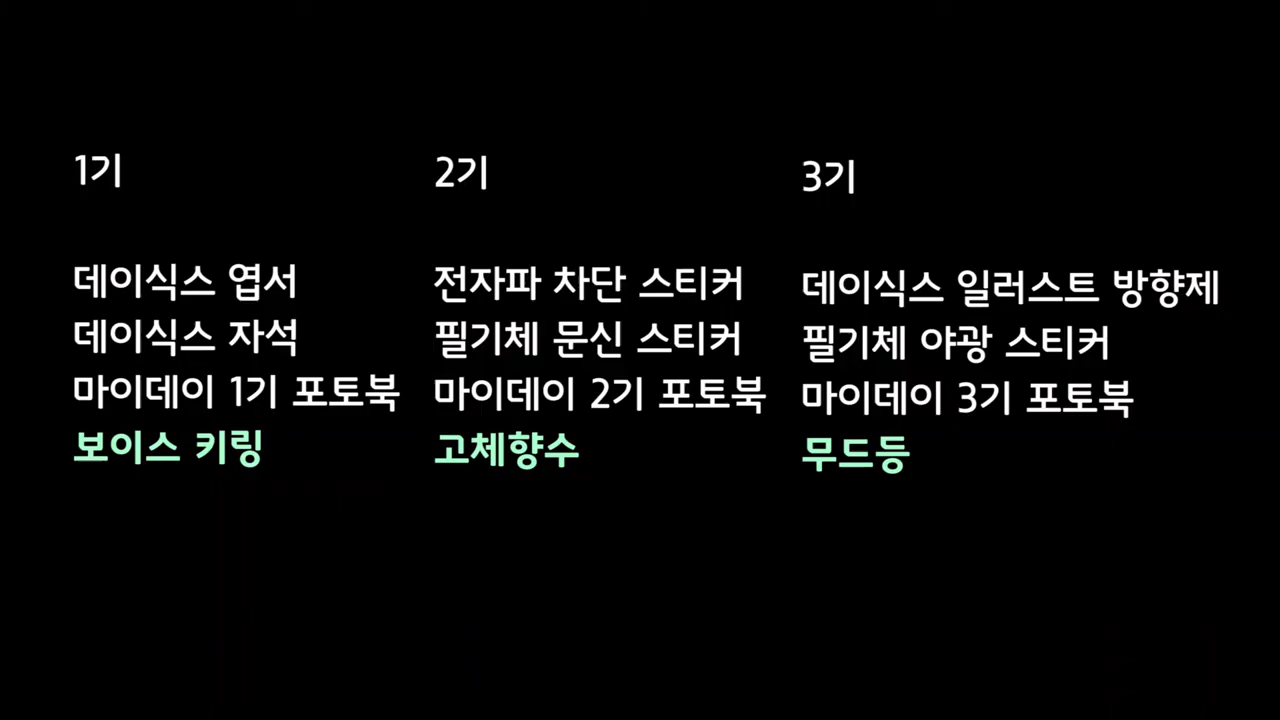 1기
데이식스 엽서
데이식스 자석
마이데이 1기 포토북
보이스 키링
2기
전자파 차단 스티커
필기체 문신 스티커
마이데이 2기 포토북
고체향수
3기
데이식스 일러스트 방향제
필기체 야광 스티커
마이데이 3기 포토북
무드등